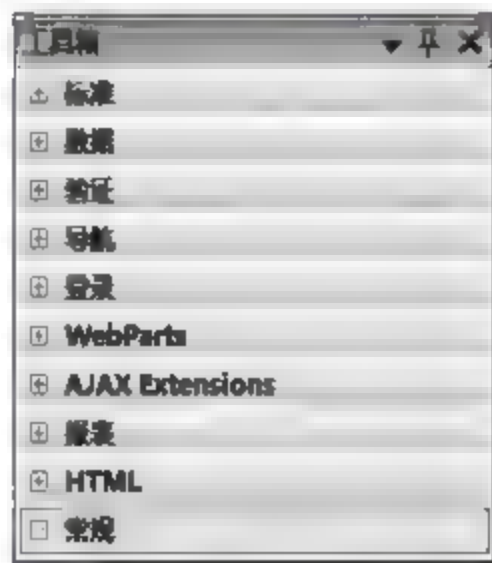 工具箱
标准
数据
验证
导航
登录
WebParts
AJAX Extensions
报表
HTML
常规